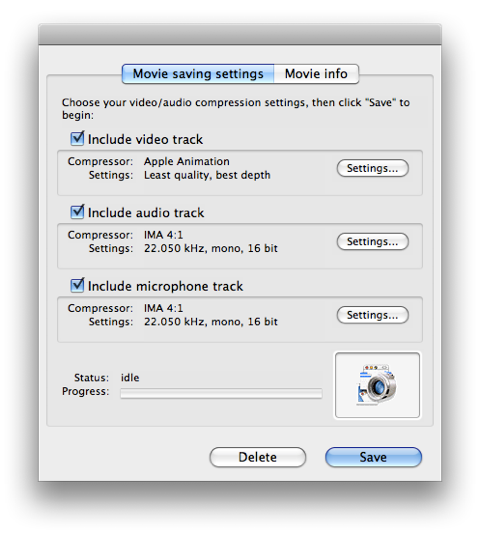 Movie saving settings Movie info
Choose your video/audio compression settings, then click "Save" to
begin:
Include video track
Compressor: Apple Animation
Settings: Least quality, best depth
Settings...
Include audio track
Compressor: IMA 4:1
Settings: 22.050 kHz, mono, 16 bit
Settings...
Include microphone track
Compressor: IMA 4:1
Settings: 22.050 kHz, mono, 16 bit
Settings...
Status: idle
Progress:
Delete Save